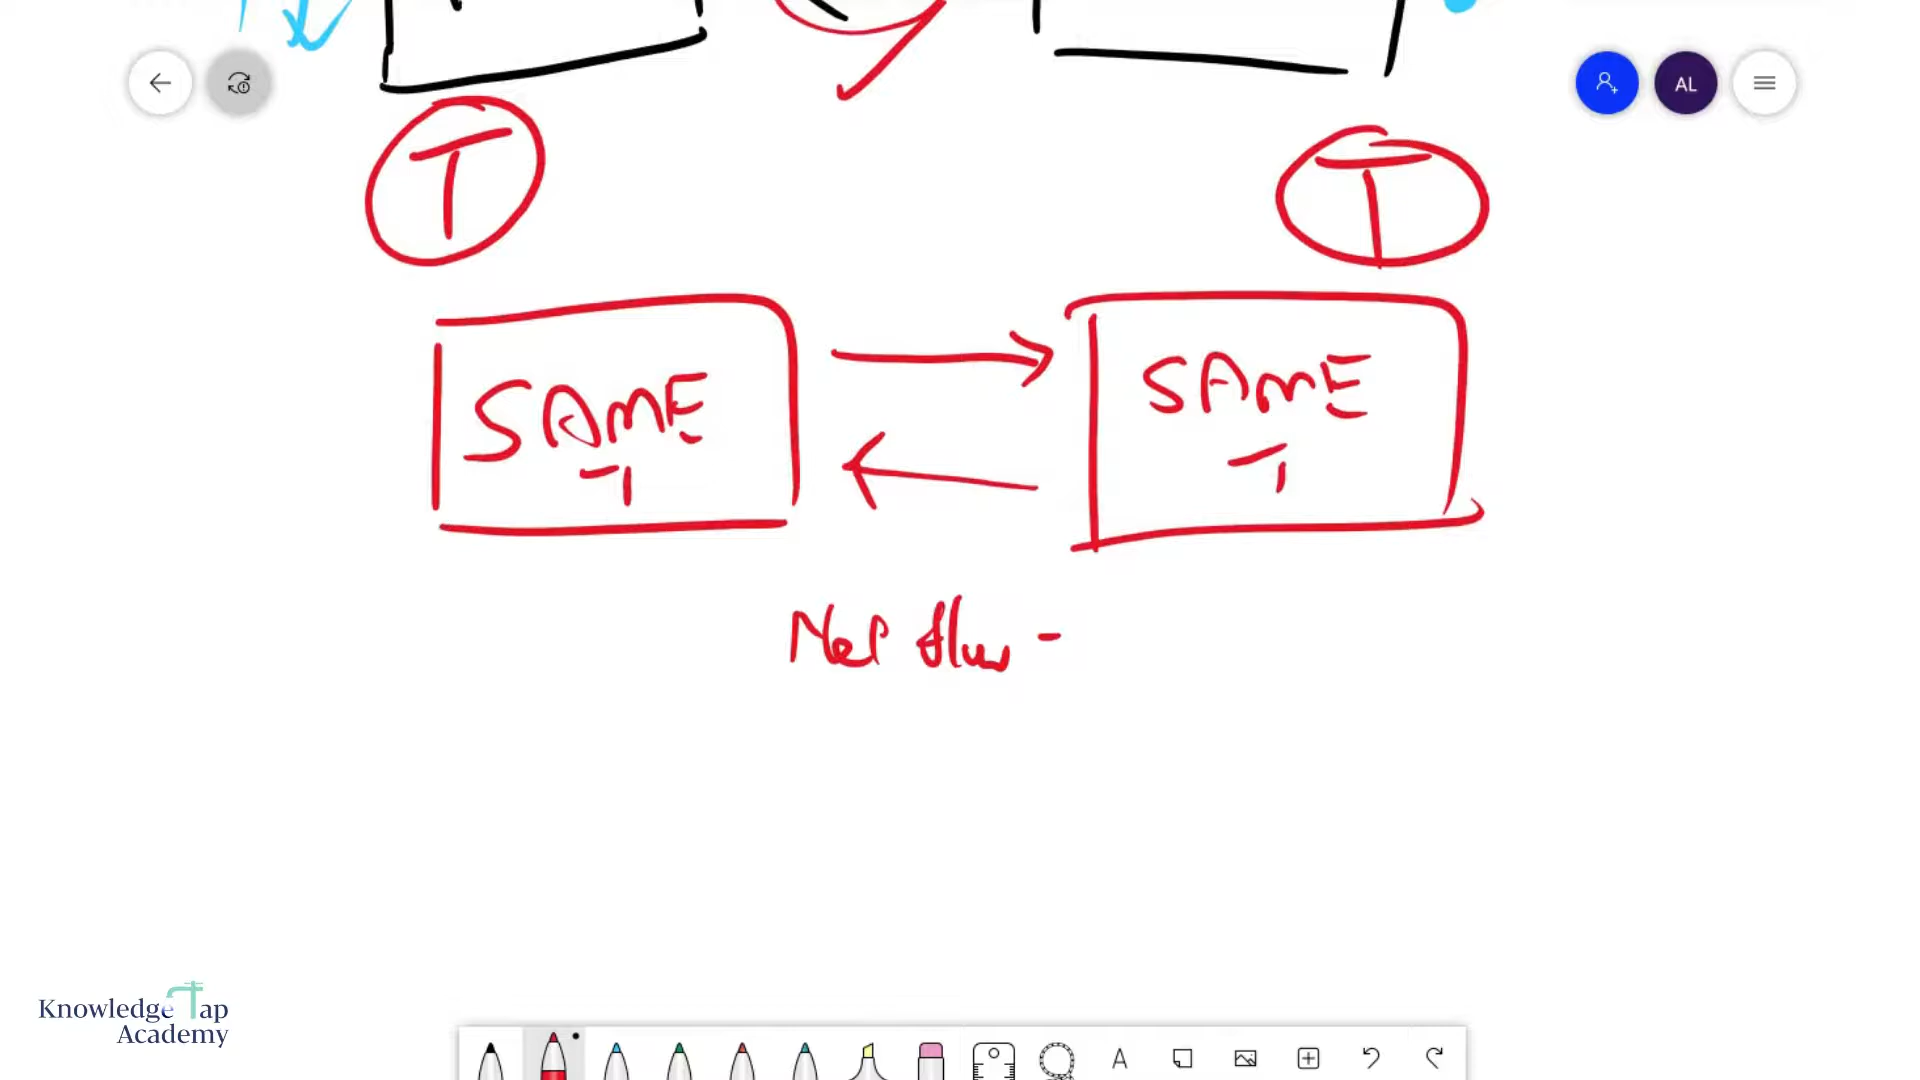 AL
T
T
SAME
T
SAME
T
Net flow -
Knowledge Tap
Academy
A